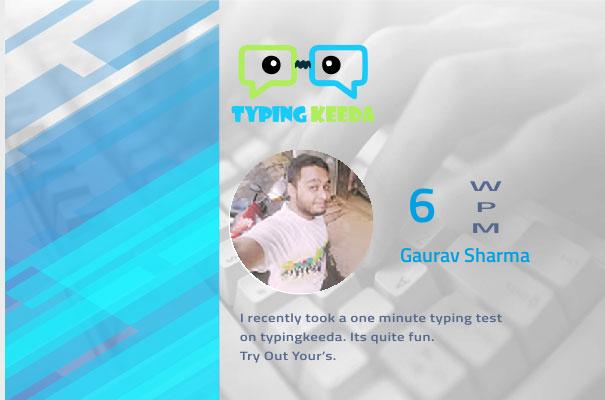 TYPING KEEDA
6
W
P
M
Gaurav Sharma
I recently took a one minute typing test
on typingkeeda. Its quite fun.
Try Out Your's.